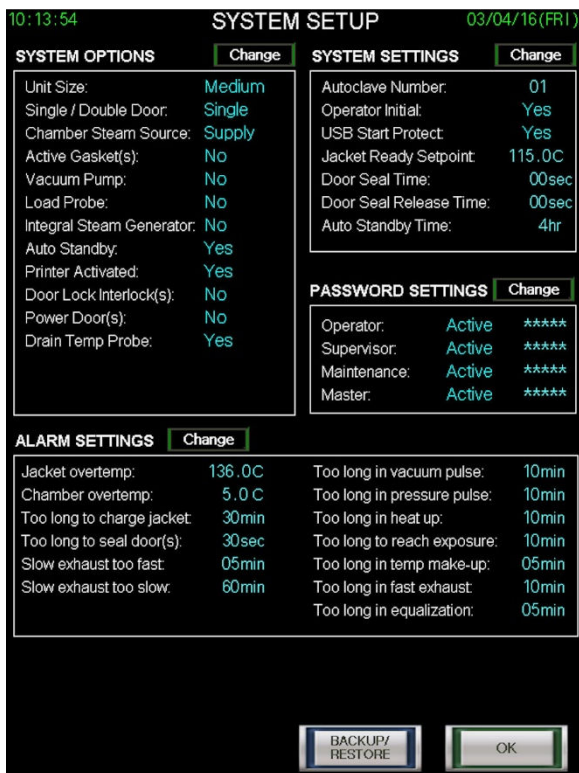 10:13:54 SYSTEM SETUP 03/04/16(FRI)
SYSTEM OPTIONS Change
Unit Size: Medium
Single / Double Door: Single
Chamber Steam Source: Supply
Active Gasket(s): No
Vacuum Pump: No
Load Probe: No
Integral Steam Generator: No
Auto Standby: Yes
Printer Activated: Yes
Door Lock Interlock(s): No
Power Door(s): No
Drain Temp Probe: Yes
SYSTEM SETTINGS Change
Autoclave Number: 01
Operator Initial: Yes
USB Start Protect: Yes
Jacket Ready Setpoint: 115.0C
Door Seal Time: 00sec
Door Seal Release Time: 00sec
Auto Standby Time: 4hr
PASSWORD SETTINGS Change
Operator: Active *****
Supervisor: Active *****
Maintenance: Active *****
Master: Active *****
ALARM SETTINGS Change
Jacket overtemp: 136.0C
Chamber overtemp: 5.0 C
Too long to charge jacket: 30min
Too long to seal door(s): 30sec
Slow exhaust too fast: 05min
Slow exhaust too slow: 60min
Too long in vacuum pulse: 10min
Too long in pressure pulse: 10min
Too long in heat up: 10min
Too long to reach exposure: 10min
Too long in temp make-up: 05min
Too long in fast exhaust: 10min
Too long in equalization: 05min
BACKUP/
RESTORE
OK